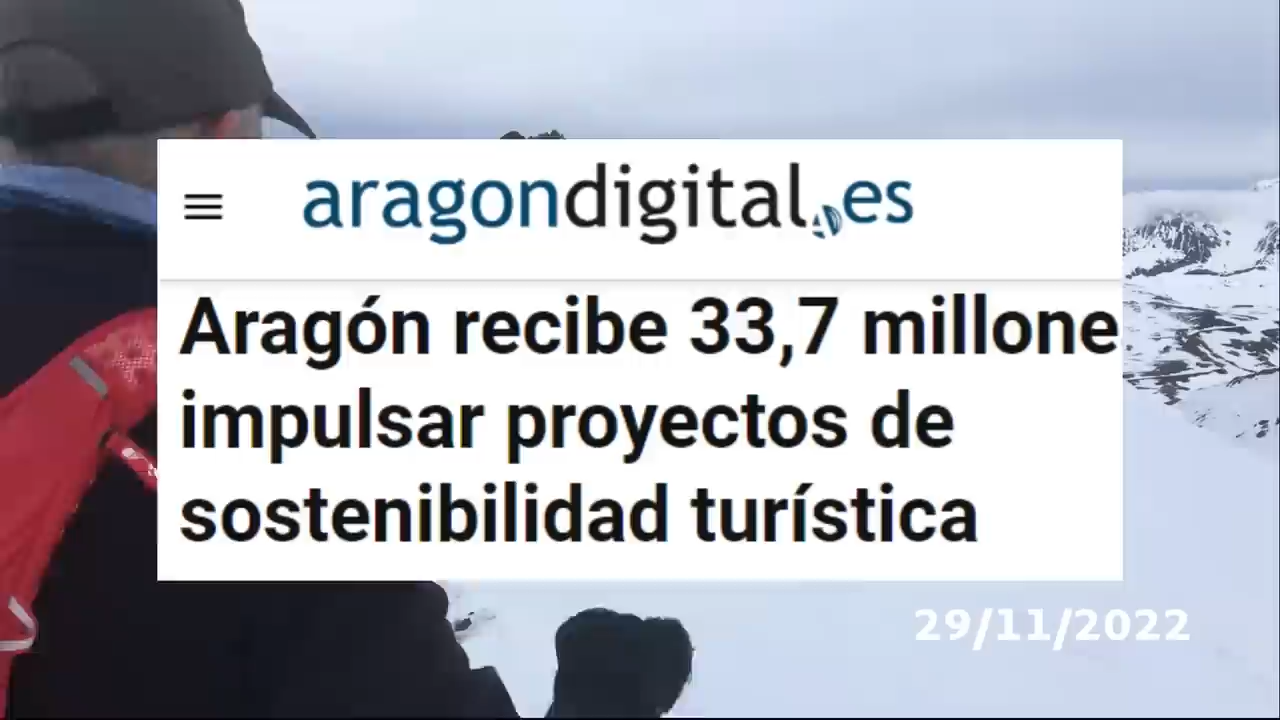 aragondigital.es
Aragón recibe 33,7 millone
impulsar proyectos de
sostenibilidad turística
29/11/2022